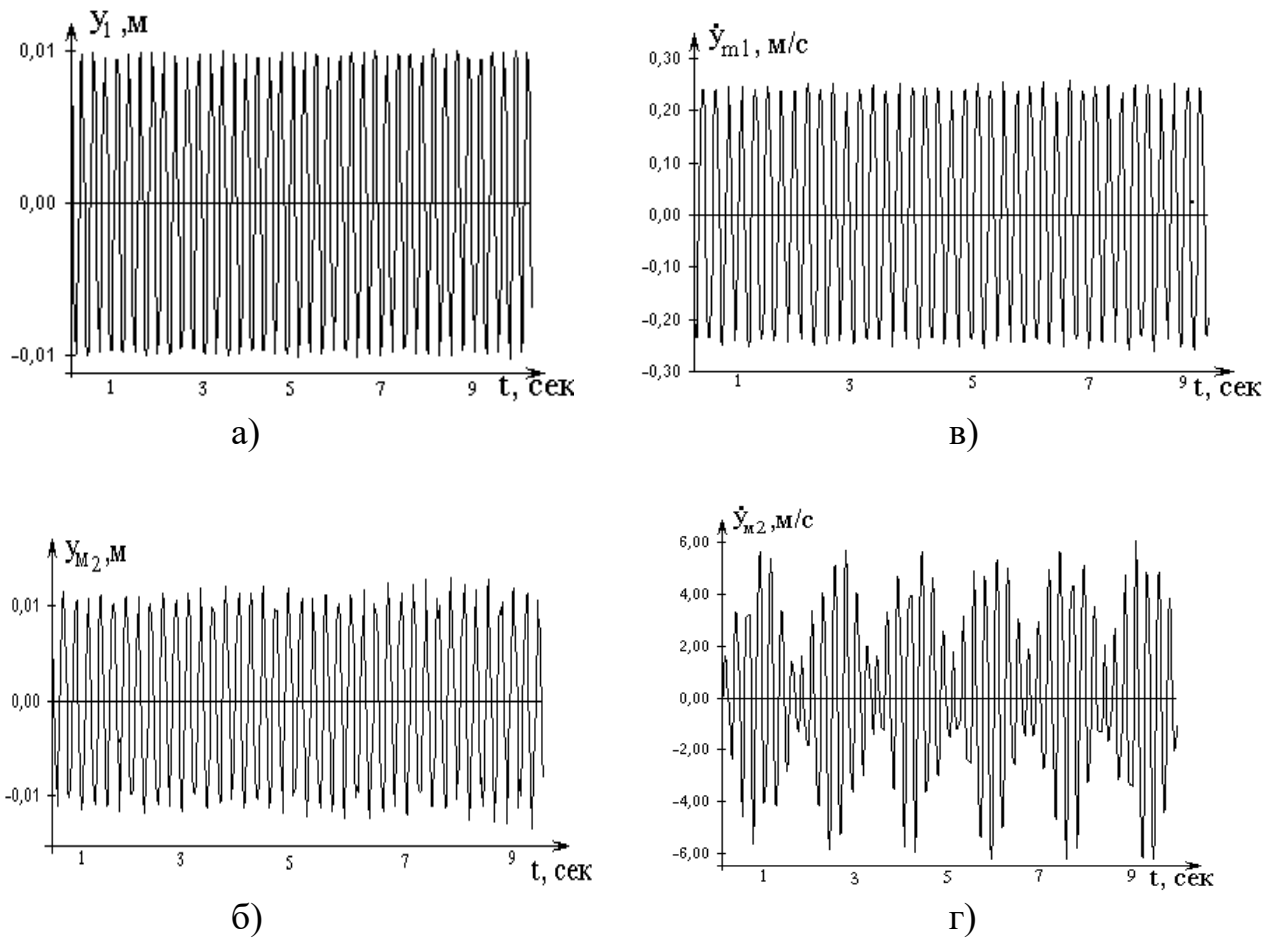 y₁ ,м
0,01
0,00
-0,01
1 3 5 7 9 t, сек
а)
ẏm1, м/с
0,30
0,20
0,10
0,00
-0,10
-0,20
-0,30
1 3 5 7 9 t, сек
в)
yм2 ,м
0,01
0,00
-0,01
1 3 5 7 9
t, сек
б)
ẏм2 ,м/с
6,00
4,00
2,00
0,00
-2,00
-4,00
-6,00
1 3 5 7 9 t, сек
г)